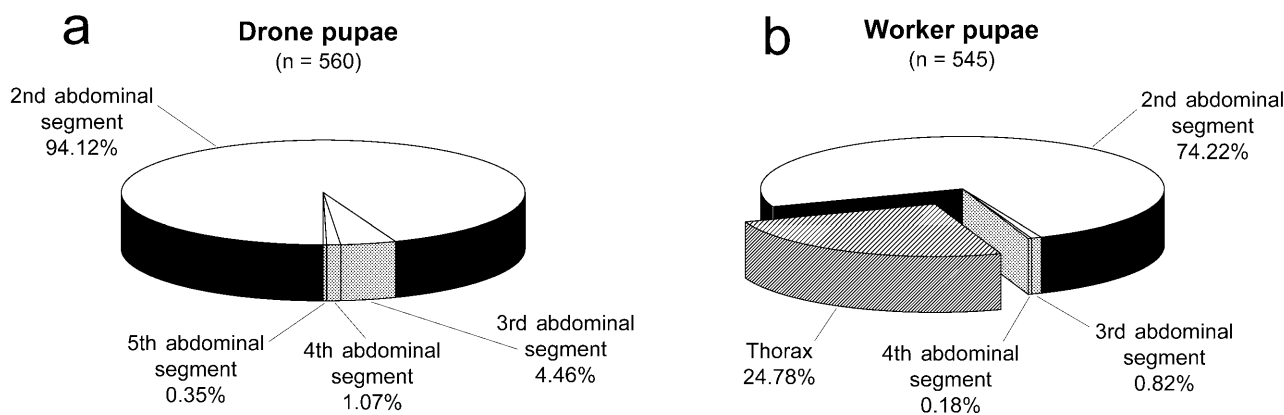 a
Drone pupae
(n = 560)
2nd abdominal
segment
94.12%
5th abdominal
segment
0.35%
4th abdominal
segment
1.07%
3rd abdominal
segment
4.46%
b
Worker pupae
(n = 545)
2nd abdominal
segment
74.22%
Thorax
24.78%
4th abdominal
segment
0.18%
3rd abdominal
segment
0.82%